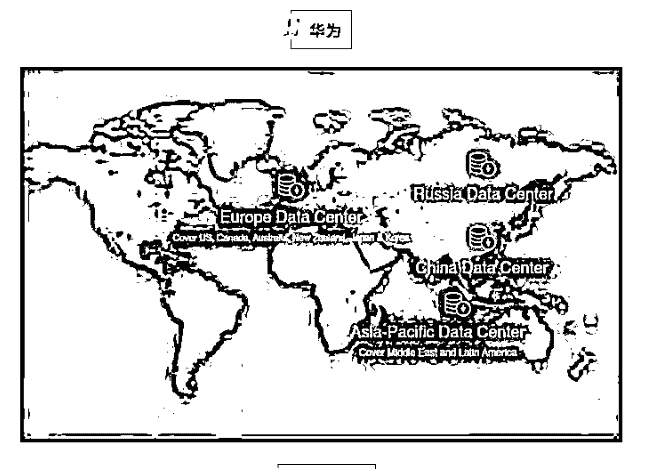 华为
Russia Data Center
Europe Data Center
Cover US, Canada, Australia, New Zealand, Japan, Korea
China Data Center
Asia-Pacific Data Center
Cover Middle East and Latin America